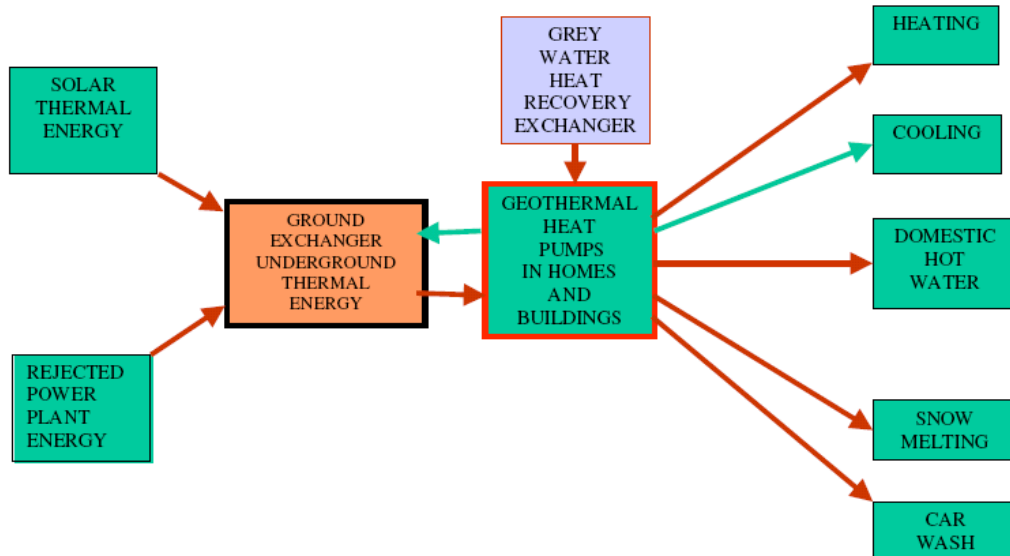 SOLAR
THERMAL
ENERGY
REJECTED
POWER
PLANT
ENERGY
GROUND
EXCHANGER
UNDERGROUND
THERMAL
ENERGY
GREY
WATER
HEAT
RECOVERY
EXCHANGER
GEOTHERMAL
HEAT
PUMPS
IN HOMES
AND
BUILDINGS
HEATING
COOLING
DOMESTIC
HOT
WATER
SNOW
MELTING
CAR
WASH